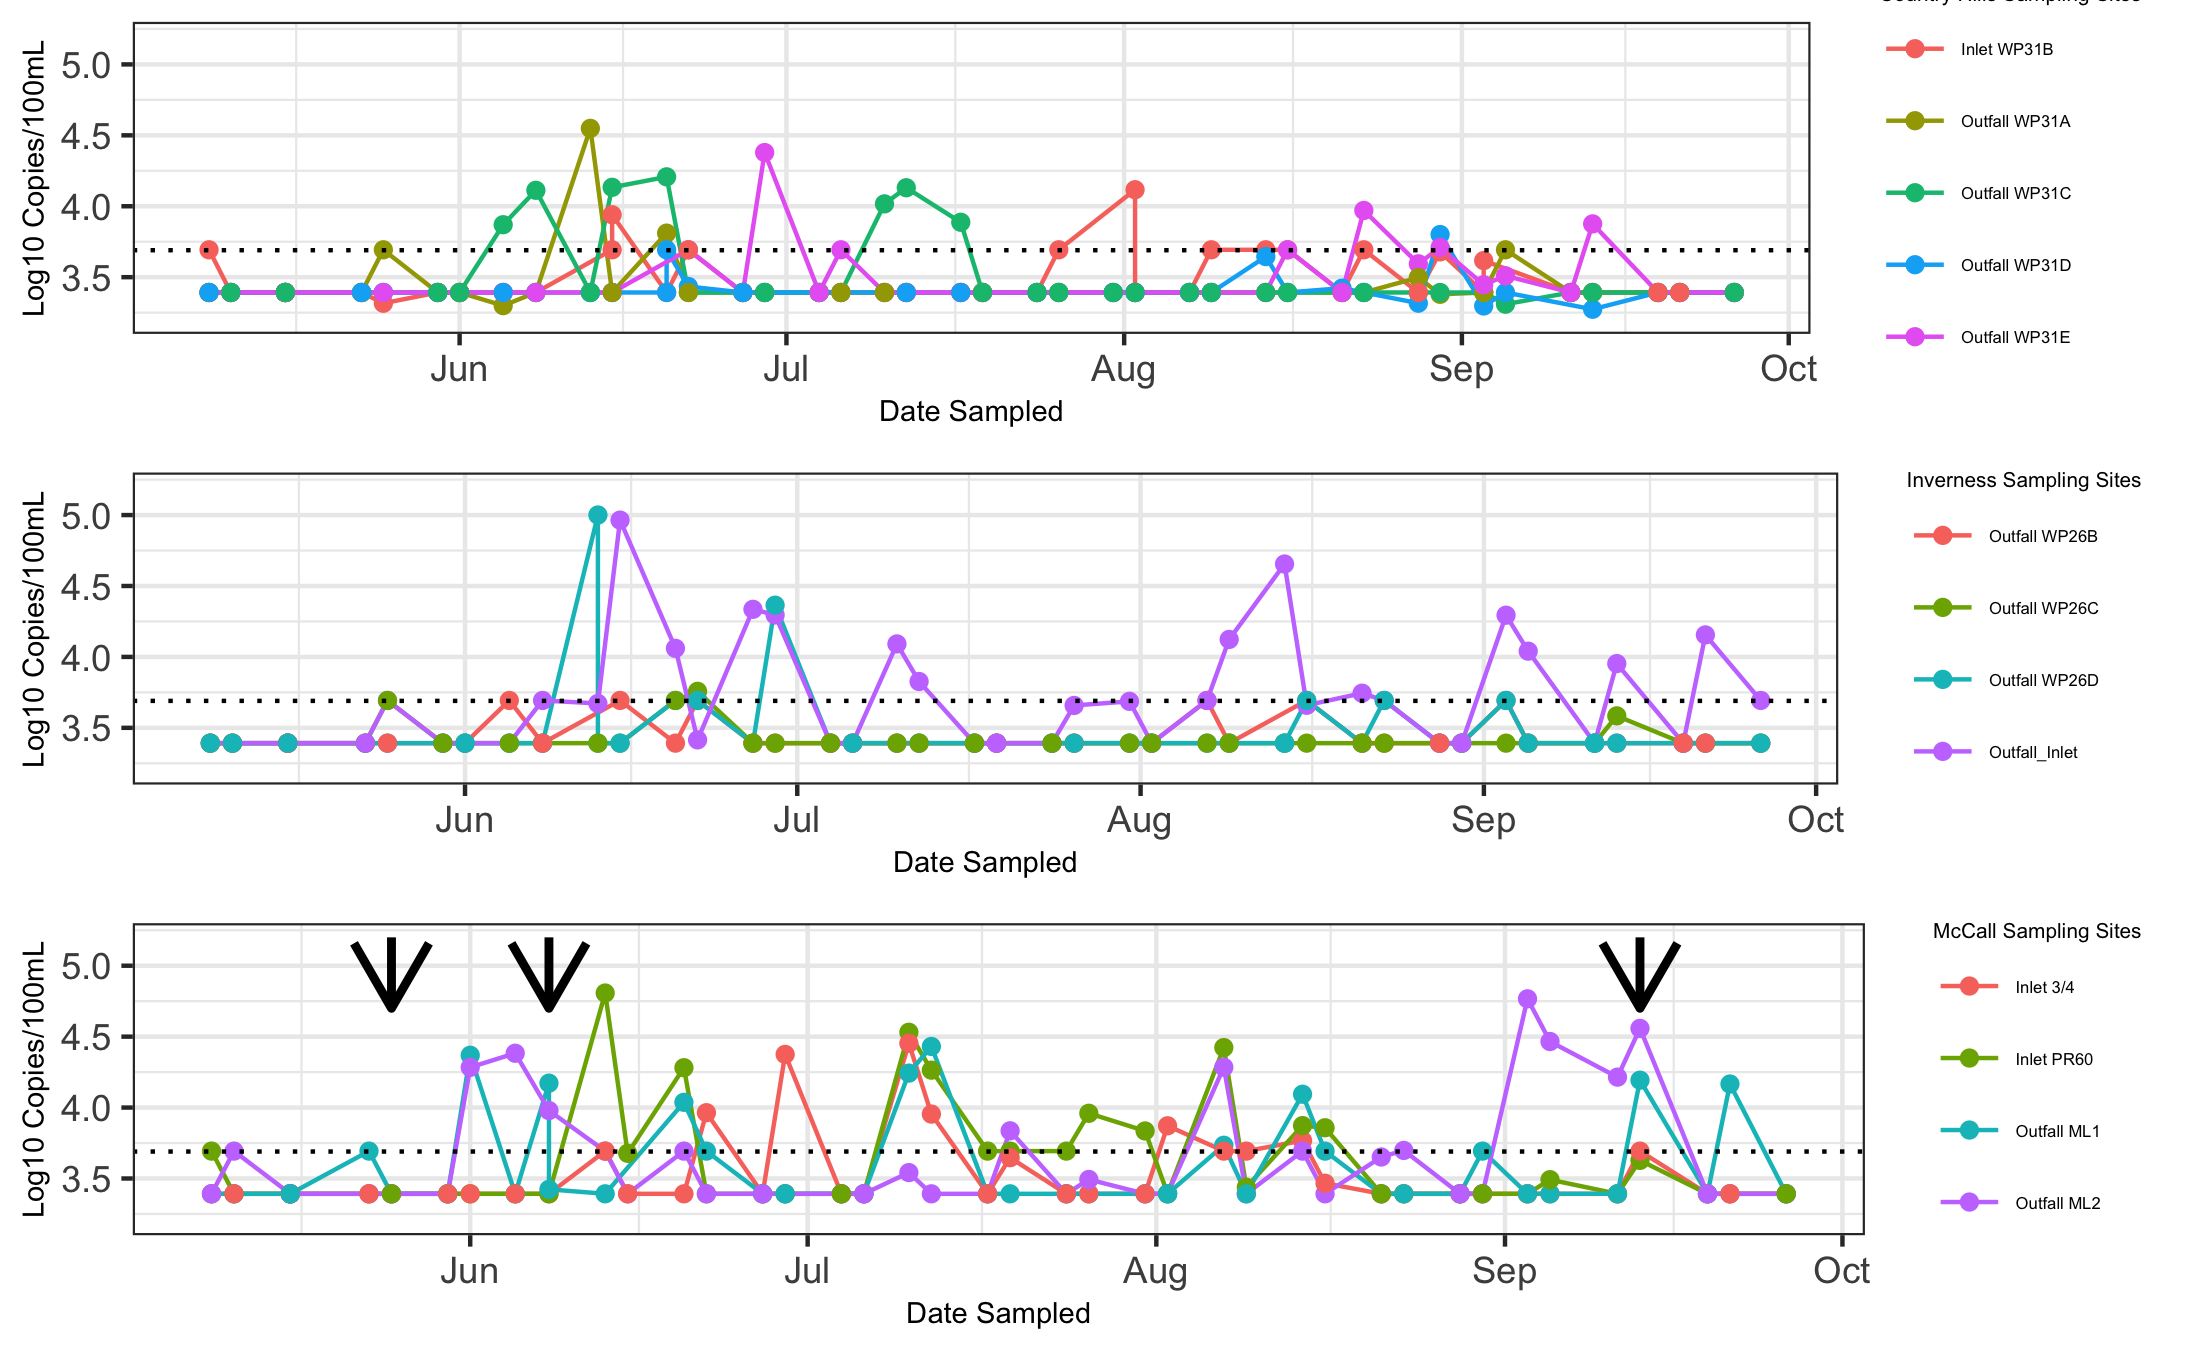 Country Hills Sampling Sites
Log10 Copies/100mL
5.0
4.5
4.0
3.5
Jun
Jul
Aug
Sep
Oct
Date Sampled
Inlet WP31B
Outfall WP31A
Outfall WP31C
Outfall WP31D
Outfall WP31E
Log10 Copies/100mL
5.0
4.5
4.0
3.5
Jun
Jul
Aug
Sep
Oct
Date Sampled
Inverness Sampling Sites
Outfall WP26B
Outfall WP26C
Outfall WP26D
Outfall_Inlet
Log10 Copies/100mL
5.0
4.5
4.0
3.5
Jun
Jul
Aug
Sep
Oct
Date Sampled
McCall Sampling Sites
Inlet 3/4
Inlet PR60
Outfall ML1
Outfall ML2